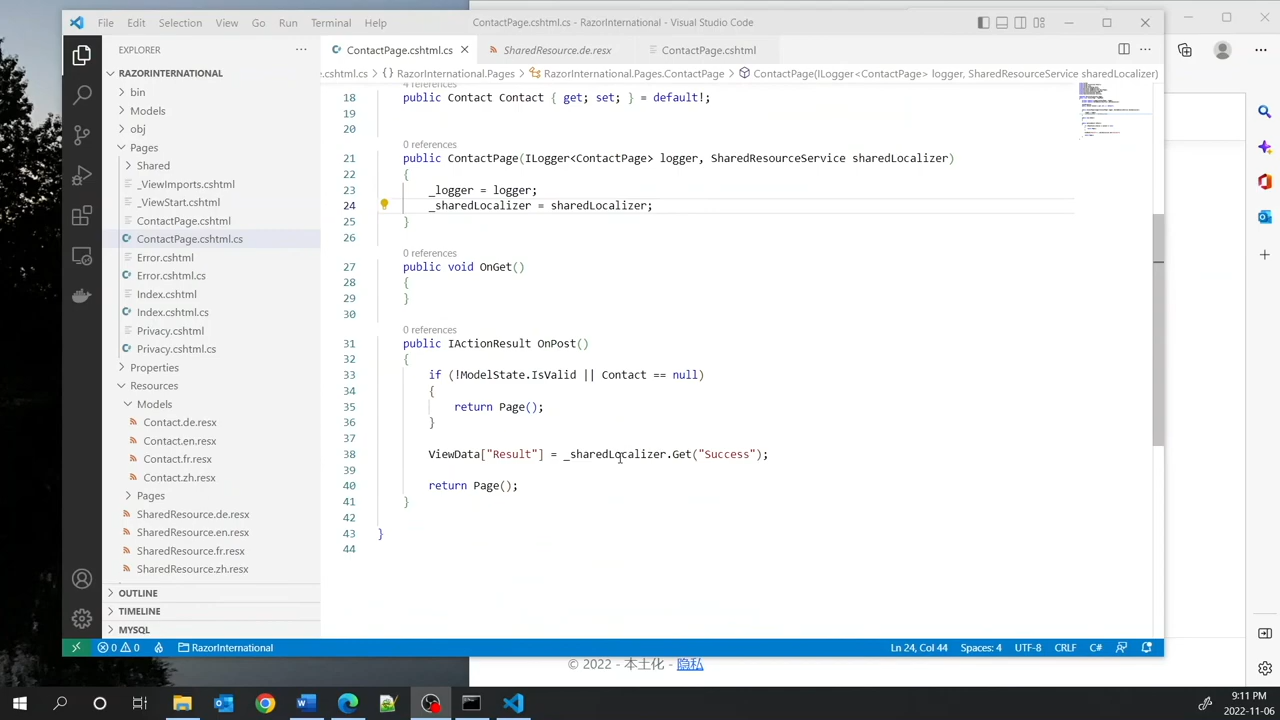 File Edit Selection View Go Run Terminal Help
ContactPage.cshtml.cs - RazorInternational - Visual Studio Code
EXPLORER
ContactPage.cshtml.cs
SharedResource.de.resx
ContactPage.cshtml
RAZORINTERNATIONAL
.cshtml.cs > {} RazorInternational.Pages > RazorInternational.Pages.ContactPage > ContactPage(ILogger<ContactPage> logger, SharedResourceService sharedLocalizer)
bin
Models
obj
Pages
Shared
_ViewImports.cshtml
_ViewStart.cshtml
ContactPage.cshtml
ContactPage.cshtml.cs
Error.cshtml
Error.cshtml.cs
Index.cshtml
Index.cshtml.cs
Privacy.cshtml
Privacy.cshtml.cs
Properties
Resources
Models
Contact.de.resx
Contact.en.resx
Contact.fr.resx
Contact.zh.resx
Pages
SharedResource.de.resx
SharedResource.en.resx
SharedResource.fr.resx
SharedResource.zh.resx
OUTLINE
TIMELINE
MYSQL
4 references
18 public Contact Contact { get; set; } = default!;
19
20
0 references
21 public ContactPage(ILogger<ContactPage> logger, SharedResourceService sharedLocalizer)
22 {
23 _logger = logger;
24 _sharedLocalizer = sharedLocalizer;
25 }
26
0 references
27 public void OnGet()
28 {
29 }
30
0 references
31 public IActionResult OnPost()
32 {
33 if (!ModelState.IsValid || Contact == null)
34 {
35 return Page();
36 }
37
38 ViewData["Result"] = _sharedLocalizer.Get("Success");
39
40 return Page();
41 }
42
43 }
44
0 0 RazorInternational
Ln 24, Col 44 Spaces: 4 UTF-8 CRLF C#
© 2022 - 本土化 - 隐私
9:11 PM
2022-11-06